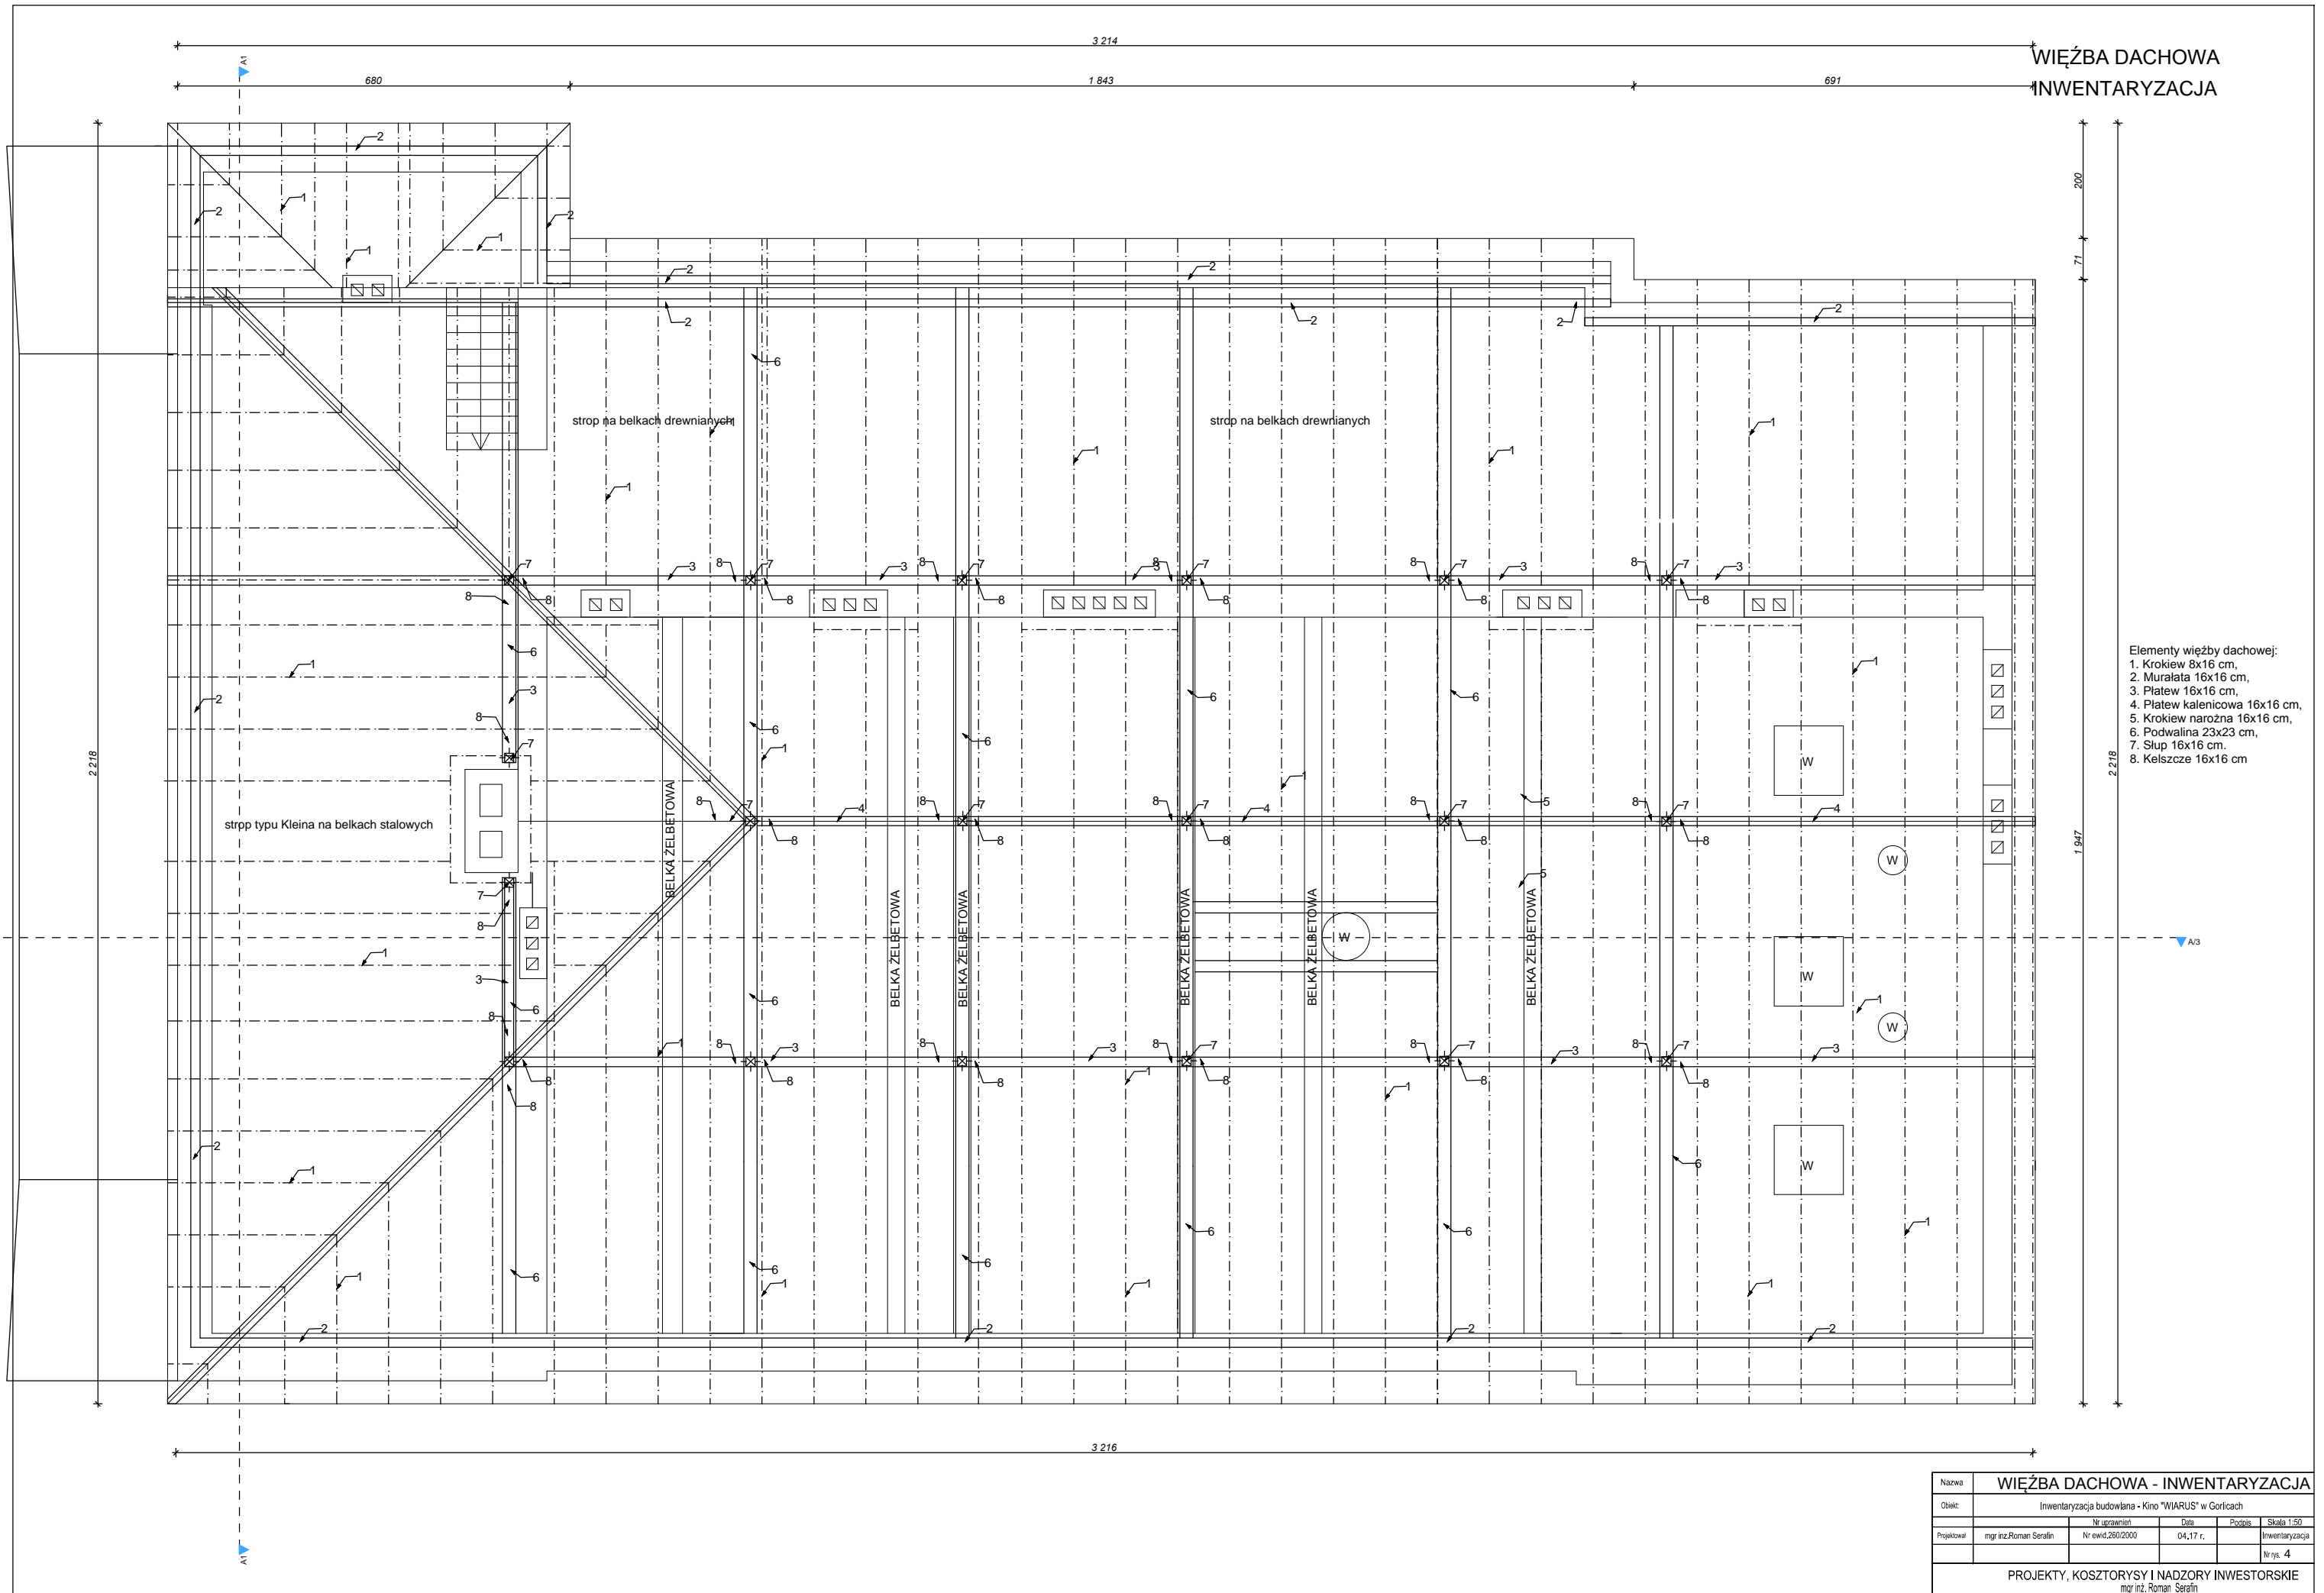 3 214
WIĘŹBA DACHOWA
INWENTARYZACJA
A1
680
1 843
691
200
71
2 218
2 218
1 947
strop na belkach drewnianych
strop na belkach drewnianych
strop typu Kleina na belkach stalowych
BELKA ŻELBETOWA
BELKA ŻELBETOWA
BELKA ŻELBETOWA
BELKA ŻELBETOWA
BELKA ŻELBETOWA
BELKA ŻELBETOWA
W
W
W
W
W
W
Elementy więźby dachowej:
1. Krokiew 8x16 cm,
2. Murałata 16x16 cm,
3. Płatew 16x16 cm,
4. Płatew kalenicowa 16x16 cm,
5. Krokiew narożna 16x16 cm,
6. Podwalina 23x23 cm,
7. Słup 16x16 cm.
8. Kelszcze 16x16 cm
A/3
3 216
A1
Nazwa WIĘŹBA DACHOWA - INWENTARYZACJA
Obiekt: Inwentaryzacja budowlana - Kino "WIARUS" w Gorlicach
Nr uprawnień Data Podpis Skala 1:50
Projektował mgr inż.Roman Serafin Nr ewid.260/2000 04.17 r. Inwentaryzacja
Nr rys. 4
PROJEKTY, KOSZTORYSY I NADZORY INWESTORSKIE
mgr inż. Roman Serafin